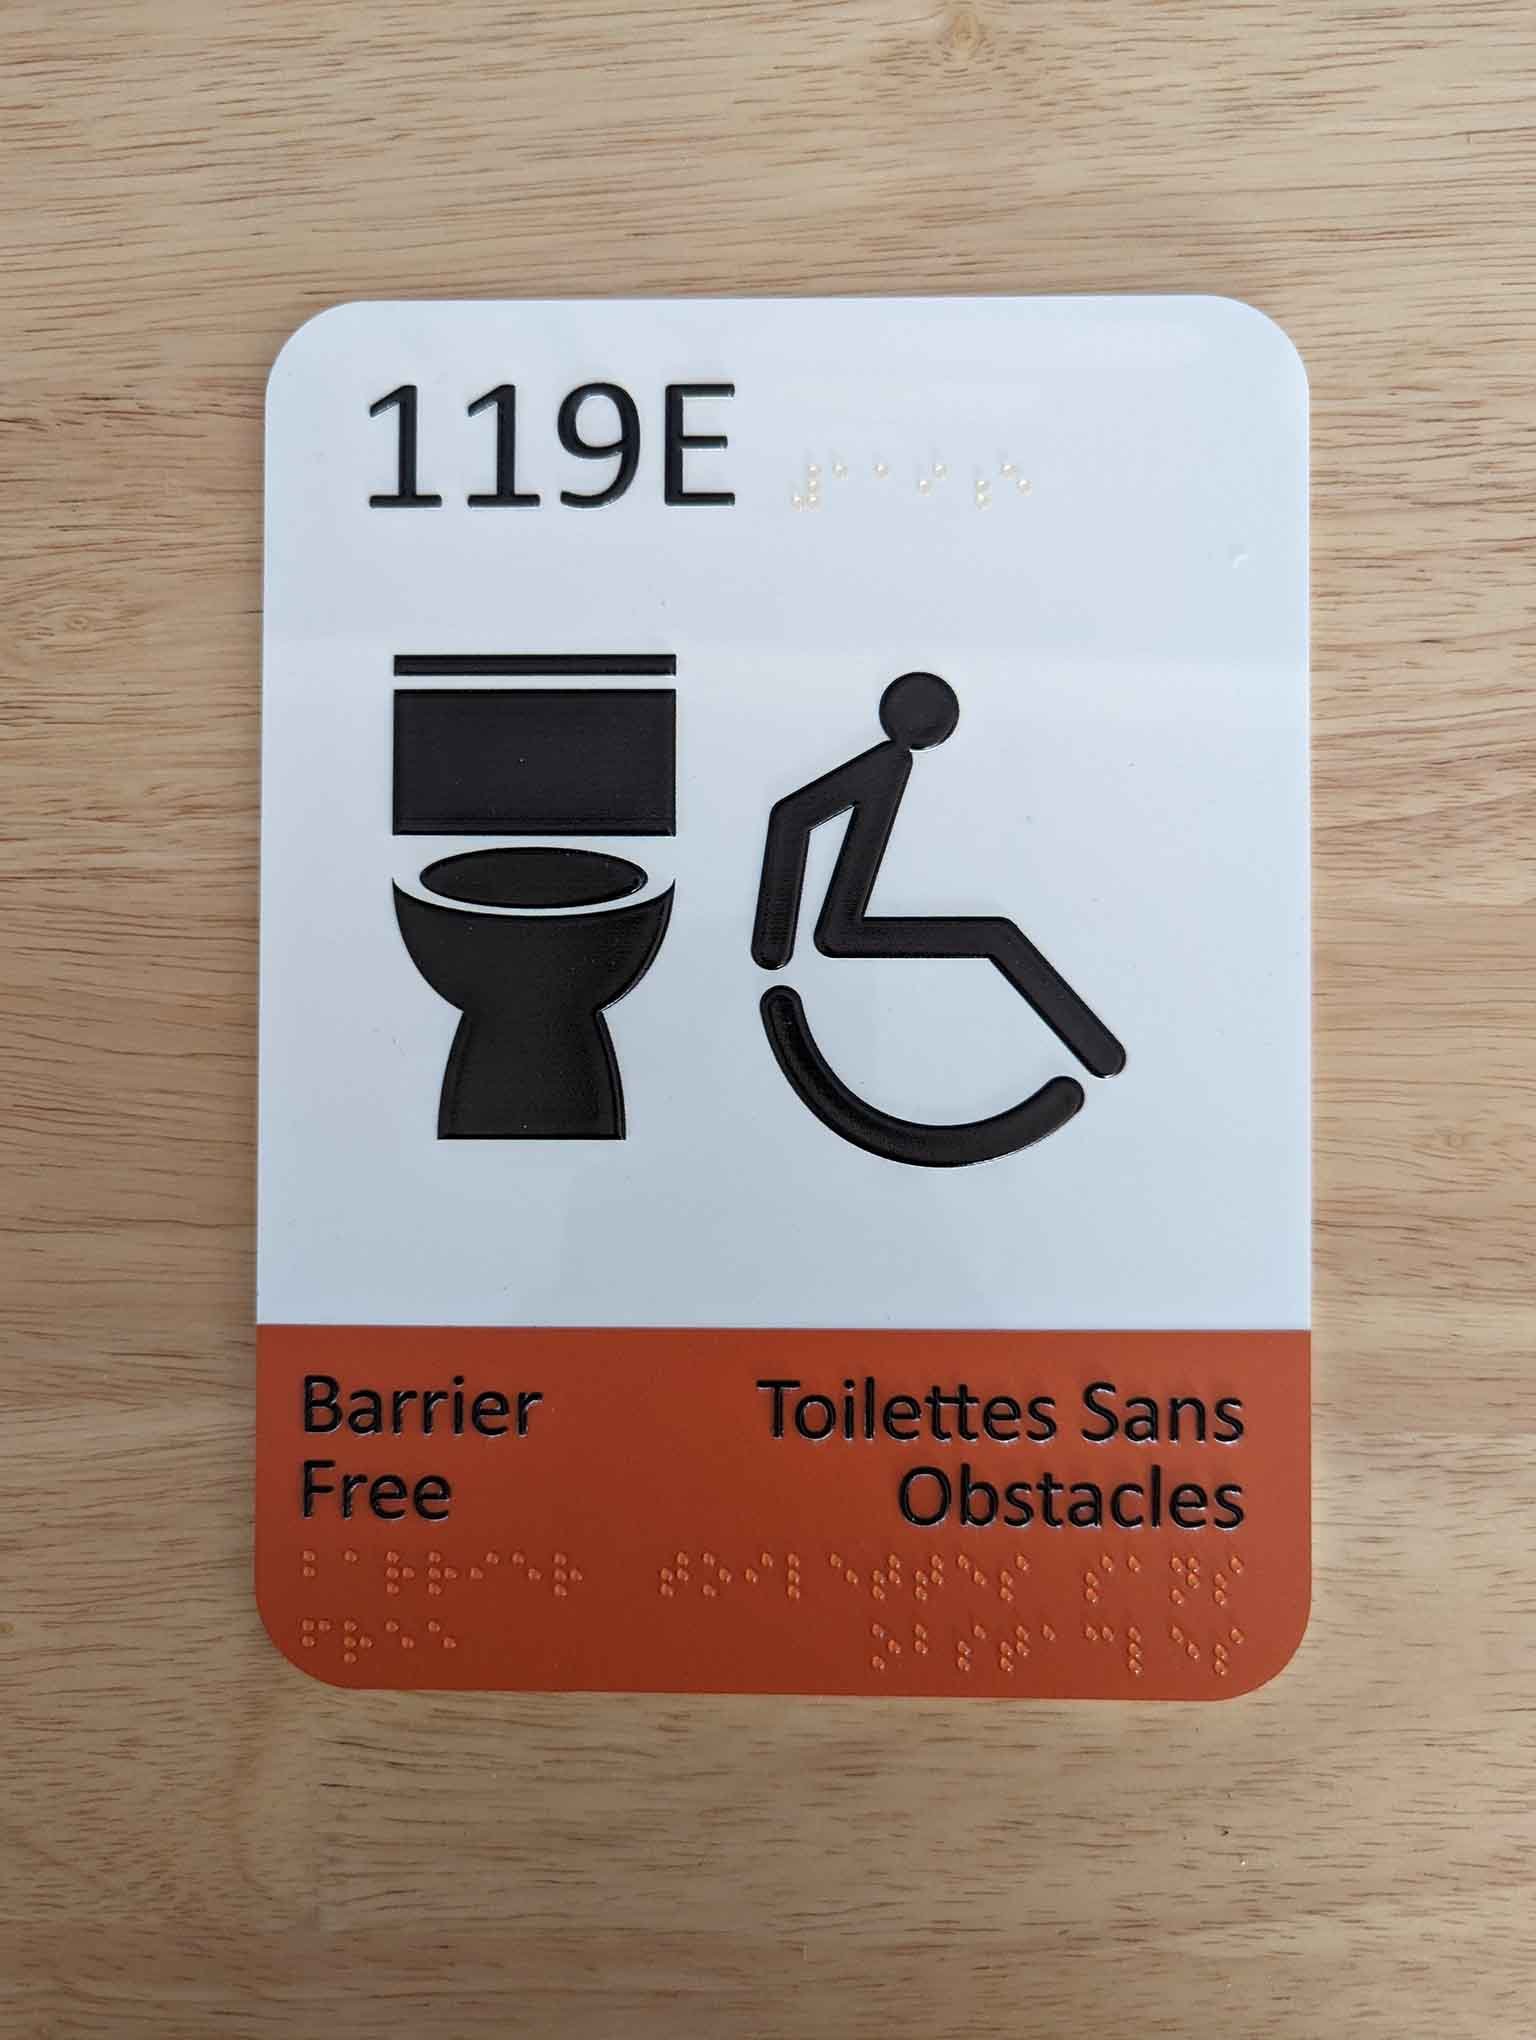 119E ⠼⠁⠁⠊⠰⠑
Barrier
Free
Toilettes Sans
Obstacles